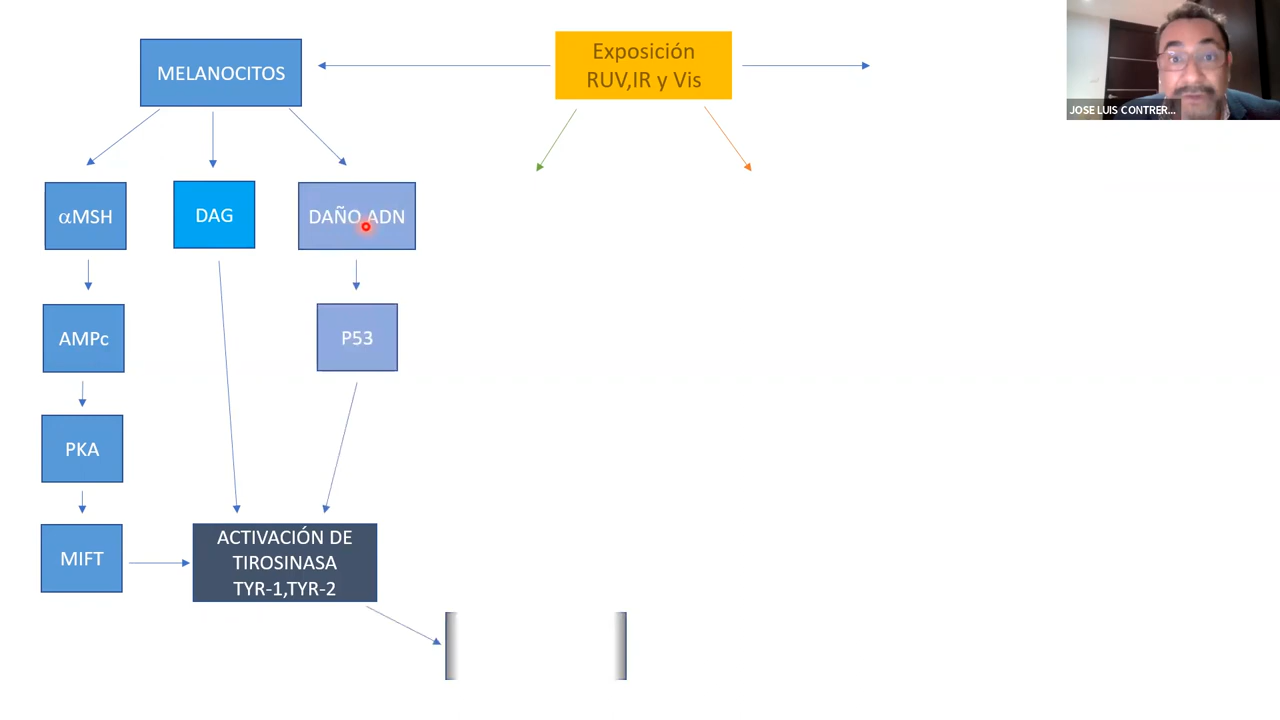 MELANOCITOS
Exposición
RUV,IR y Vis
JOSE LUIS CONTRER...
αMSH
DAG
DAÑO ADN
AMPc
P53
PKA
MIFT
ACTIVACIÓN DE
TIROSINASA
TYR-1,TYR-2